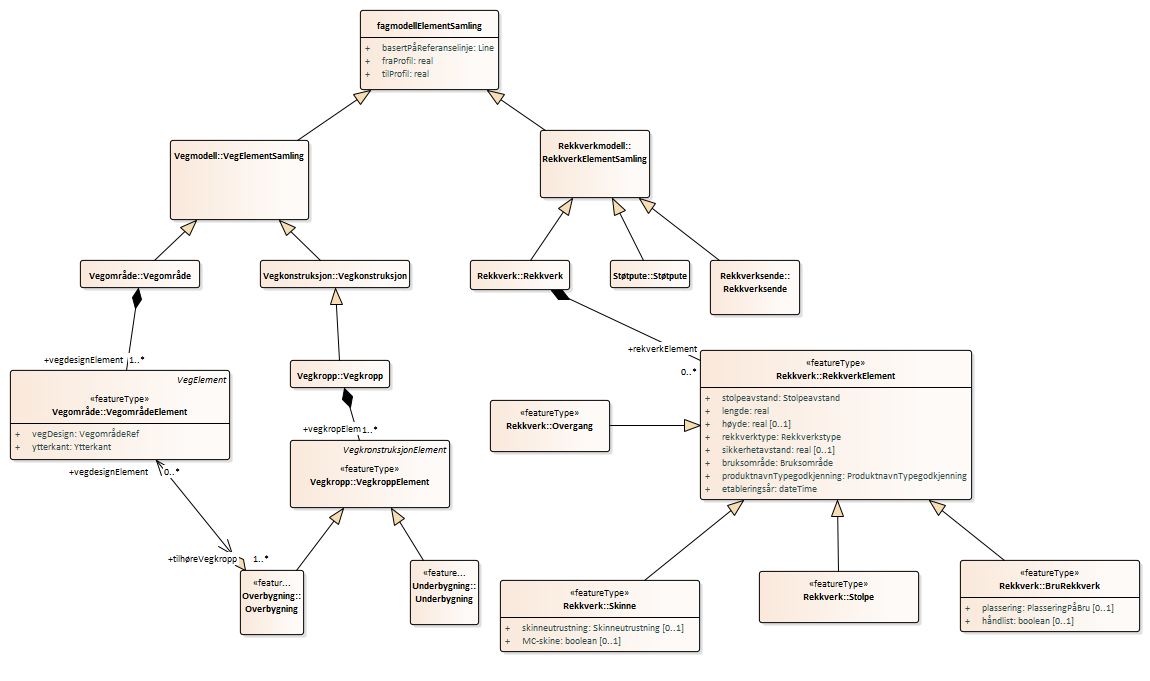 fagmodellElementSamling
+ basertPåReferanselinje: Line
+ fraProfil: real
+ tilProfil: real
Vegmodell::VegElementSamling
Rekkverkmodell::
RekkverkElementSamling
Vegområde::Vegområde
Vegkonstruksjon::Vegkonstruksjon
Rekkverk::Rekkverk
Støtpute::Støtpute
Rekkverksende::
Rekkverksende
+vegdesignElement 1..*
+rekverkElement
0..*
VegElement
«featureType»
Vegområde::VegområdeElement
+ vegDesign: VegområdeRef
+ ytterkant: Ytterkant
Vegkropp::Vegkropp
+vegkropElem 1..*
VegkronstruksjonElement
«featureType»
Vegkropp::VegkroppElement
«featureType»
Rekkverk::Overgang
«featureType»
Rekkverk::RekkverkElement
+ stolpeavstand: Stolpeavstand
+ lengde: real
+ høyde: real [0..1]
+ rekkverktype: Rekkverkstype
+ sikkerhetavstand: real [0..1]
+ bruksområde: Bruksområde
+ produktnavnTypegodkjenning: ProduktnavnTypegodkjenning
+ etableringsår: dateTime
+vegdesignElement 0..*
+tilhøreVegkropp 1..*
«featur...
Overbygning::
Overbygning
«feature...
Underbygning::
Underbygning
«featureType»
Rekkverk::Skinne
+ skinneutrustning: Skinneutrustning [0..1]
+ MC-skine: boolean [0..1]
«featureType»
Rekkverk::Stolpe
«featureType»
Rekkverk::BruRekkverk
+ plassering: PlasseringPåBru [0..1]
+ håndlist: boolean [0..1]